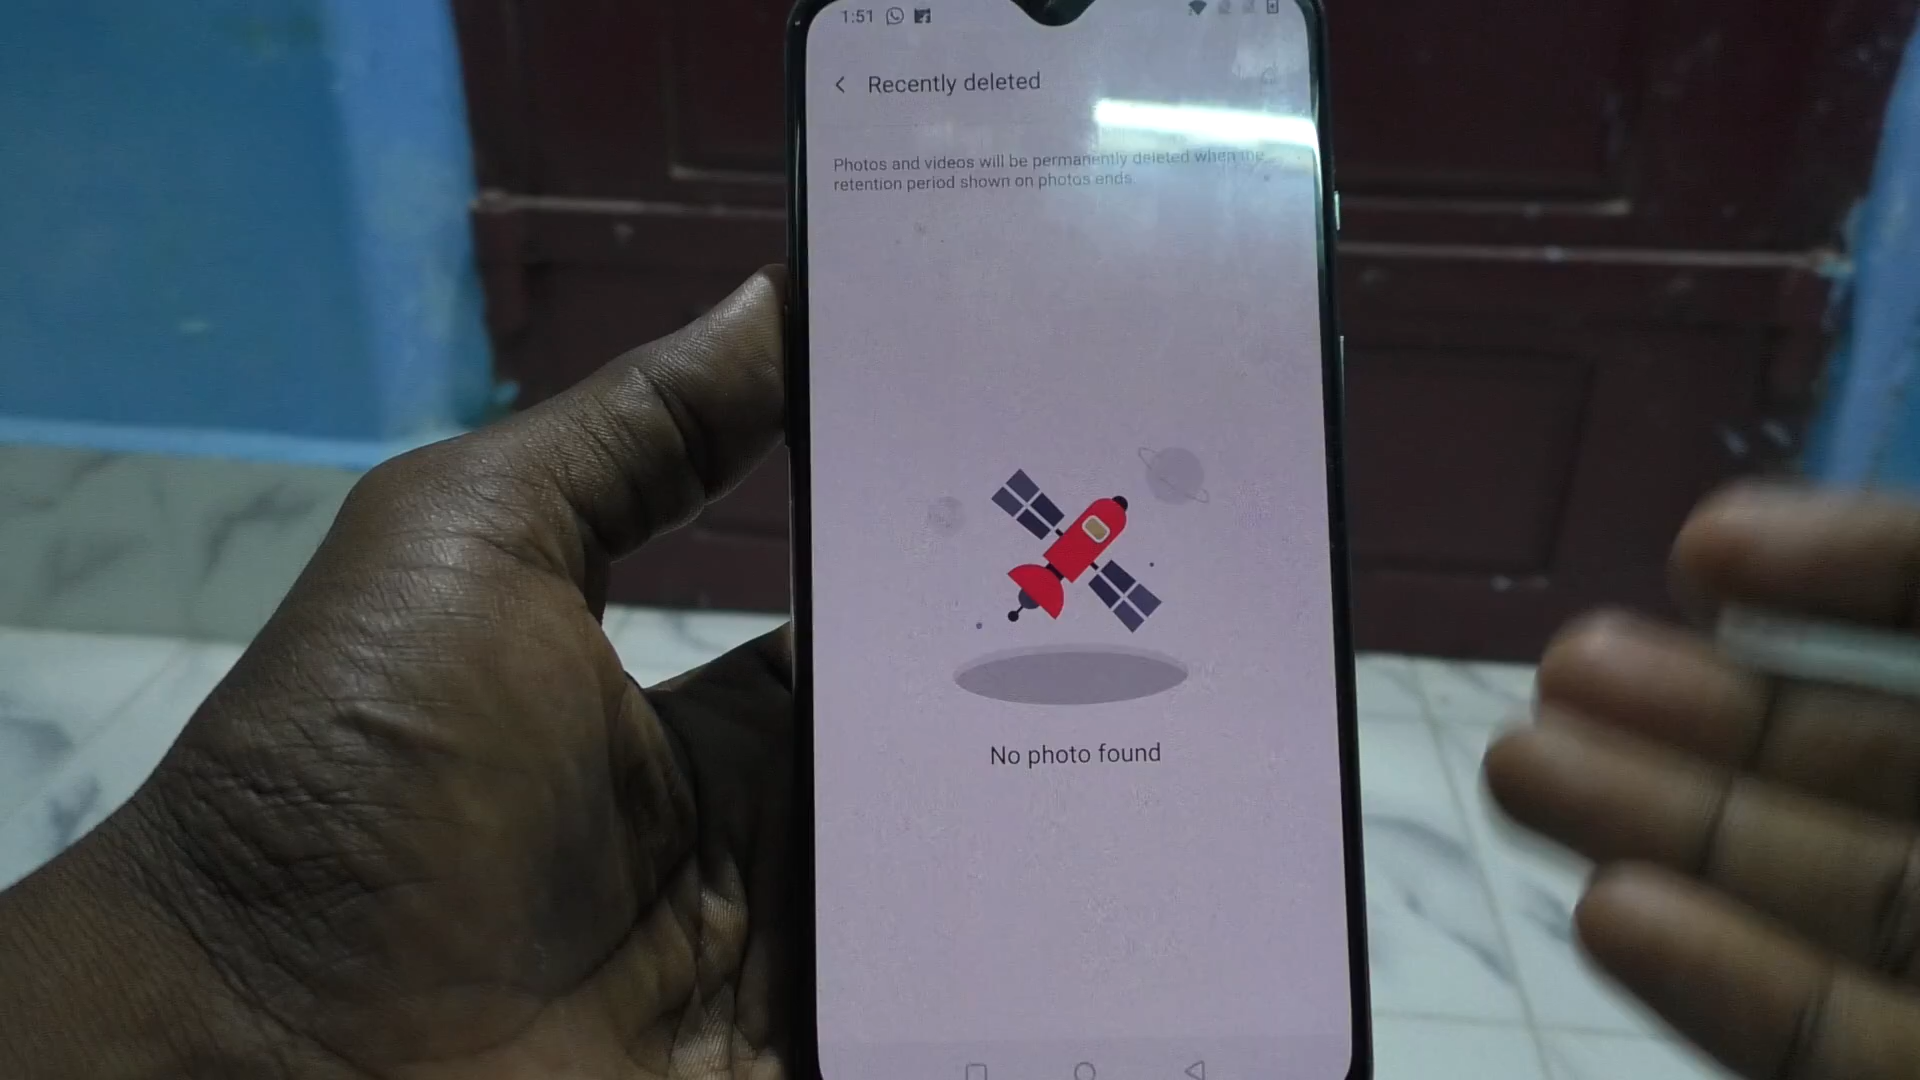 1:51
Recently deleted
Photos and videos will be permanently deleted when the
retention period shown on photos ends.
No photo found